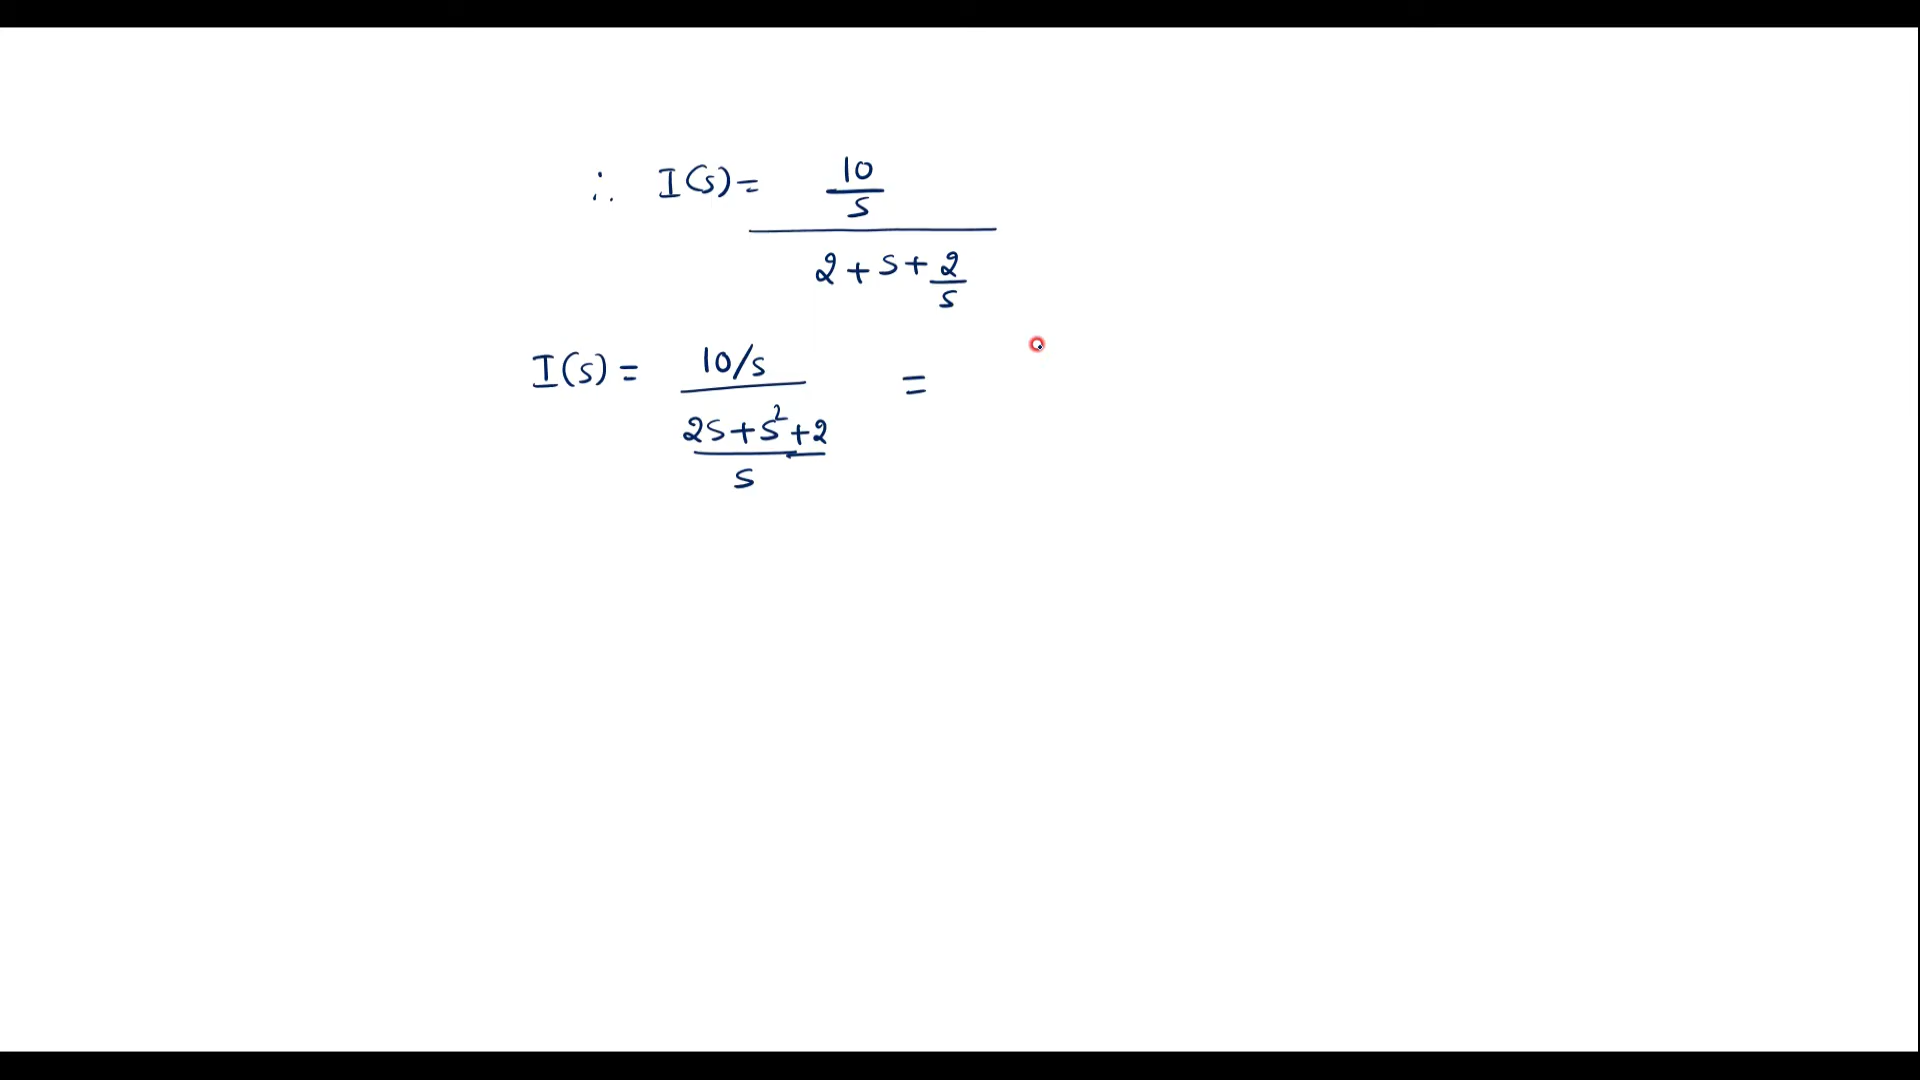 ∴ I(s) = 10
s
2 + s + 2
s
I(s) = 10/s =
2s + s² + 2
s